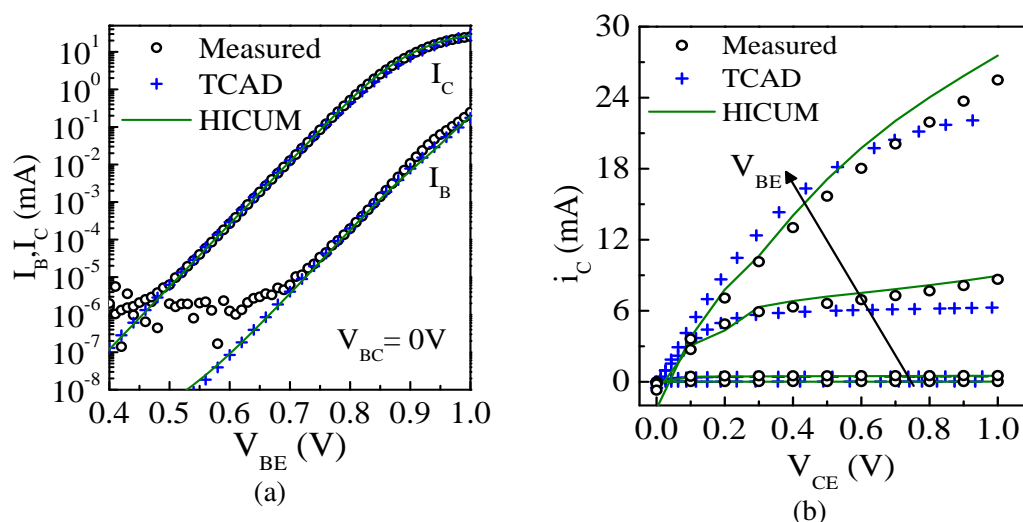 Measured
TCAD
HICUM
I_C
I_B
V_BC= 0V
I_B,I_C (mA)
10^1
10^0
10^-1
10^-2
10^-3
10^-4
10^-5
10^-6
10^-7
10^-8
0.4 0.5 0.6 0.7 0.8 0.9 1.0
V_BE (V)
(a)
Measured
TCAD
HICUM
V_BE
i_C (mA)
30
24
18
12
6
0
0.0 0.2 0.4 0.6 0.8 1.0
V_CE (V)
(b)